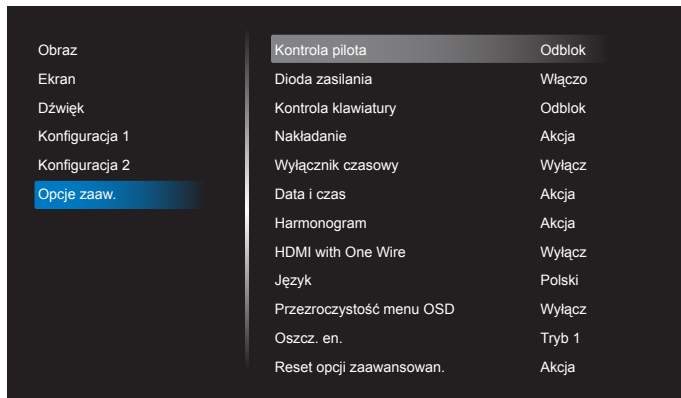 Obraz
Ekran
Dźwięk
Konfiguracja 1
Konfiguracja 2
Opcje zaaw.
Kontrola pilota Odblok
Dioda zasilania Włączo
Kontrola klawiatury Odblok
Nakładanie Akcja
Wyłącznik czasowy Wyłącz
Data i czas Akcja
Harmonogram Akcja
HDMI with One Wire Wyłącz
Język Polski
Przezroczystość menu OSD Wyłącz
Oszcz. en. Tryb 1
Reset opcji zaawansowan. Akcja